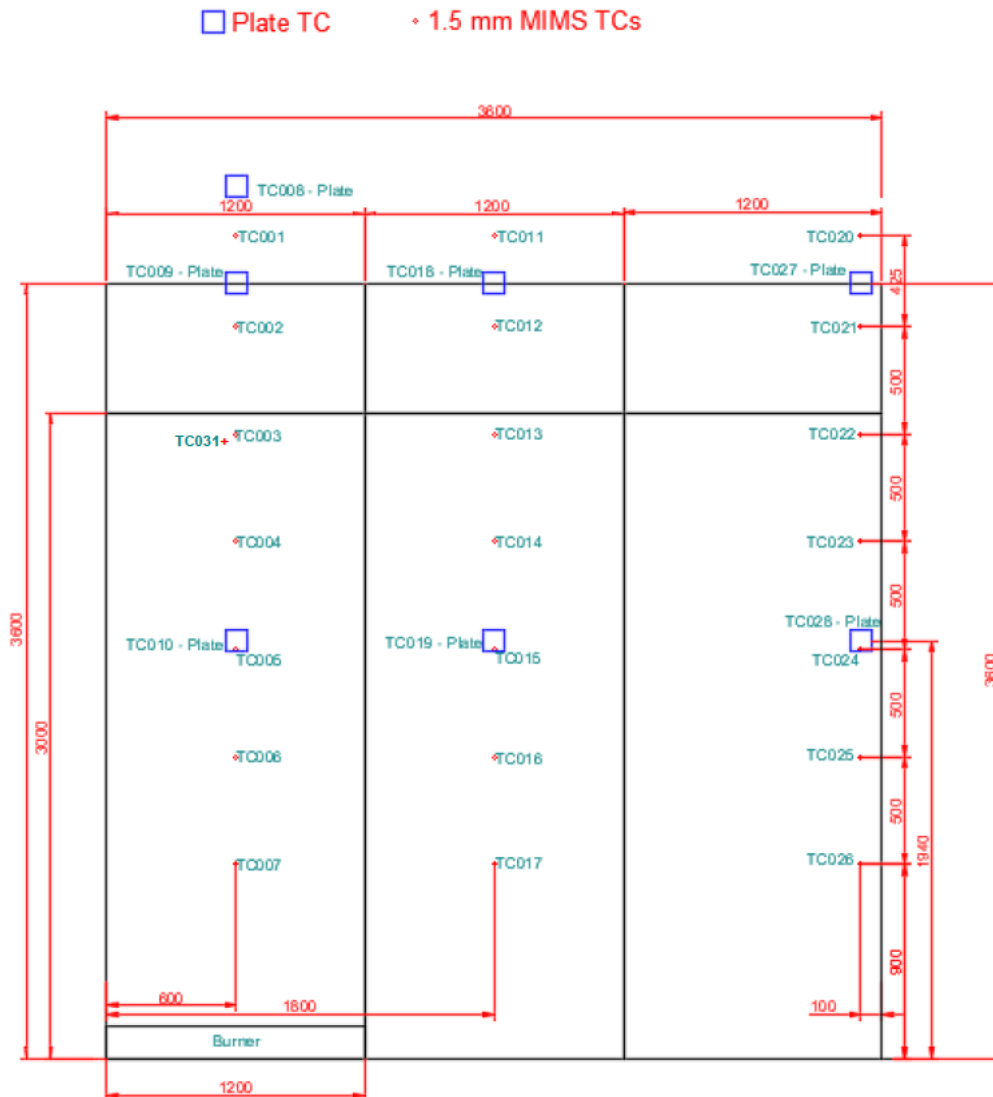 Plate TC 1.5 mm MIMS TCs
3600
TC008 - Plate
1200 1200 1200
TC001 TC011 TC020
TC009 - Plate TC018 - Plate TC027 - Plate
425
TC002 TC012 TC021
500
TC031 TC003 TC013 TC022
500
TC004 TC014 TC023
500
3600
TC010 - Plate TC019 - Plate TC028 - Plate
TC005 TC015 TC024
3600
500
3000
TC006 TC016 TC025
500
1940
TC007 TC017 TC026
900
600
1800
100
Burner
1200